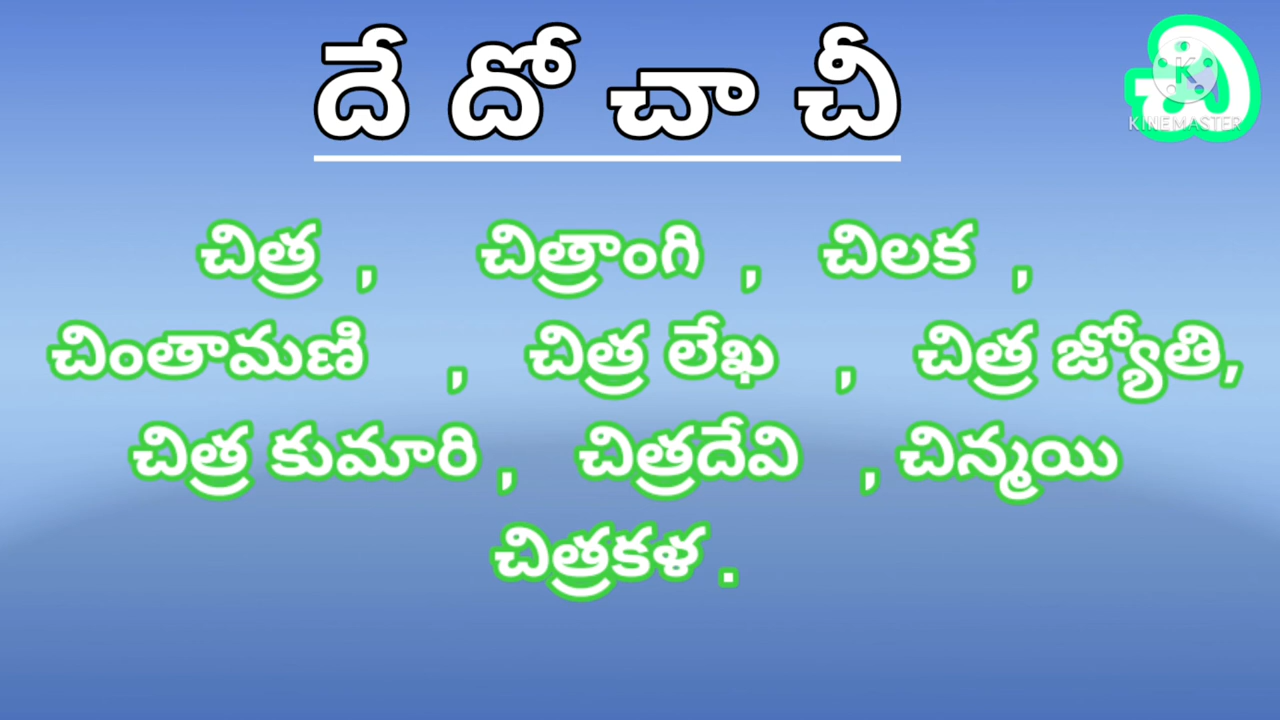 దే దో చా చీ
చి
KINEMASTER
చిత్ర , చిత్రాంగి , చిలక ,
చింతామణి , చిత్ర లేఖ , చిత్ర జ్యోతి,
చిత్ర కుమారి , చిత్రదేవి , చిన్మయి
చిత్రకళ .